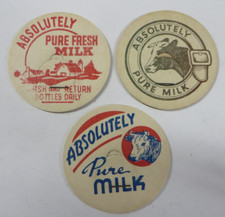 ABSOLUTELY
PURE FRESH
MILK
AND RETURN
BOTTLES DAILY
ABSOLUTELY
PURE MILK
ABSOLUTELY
Pure
MILK